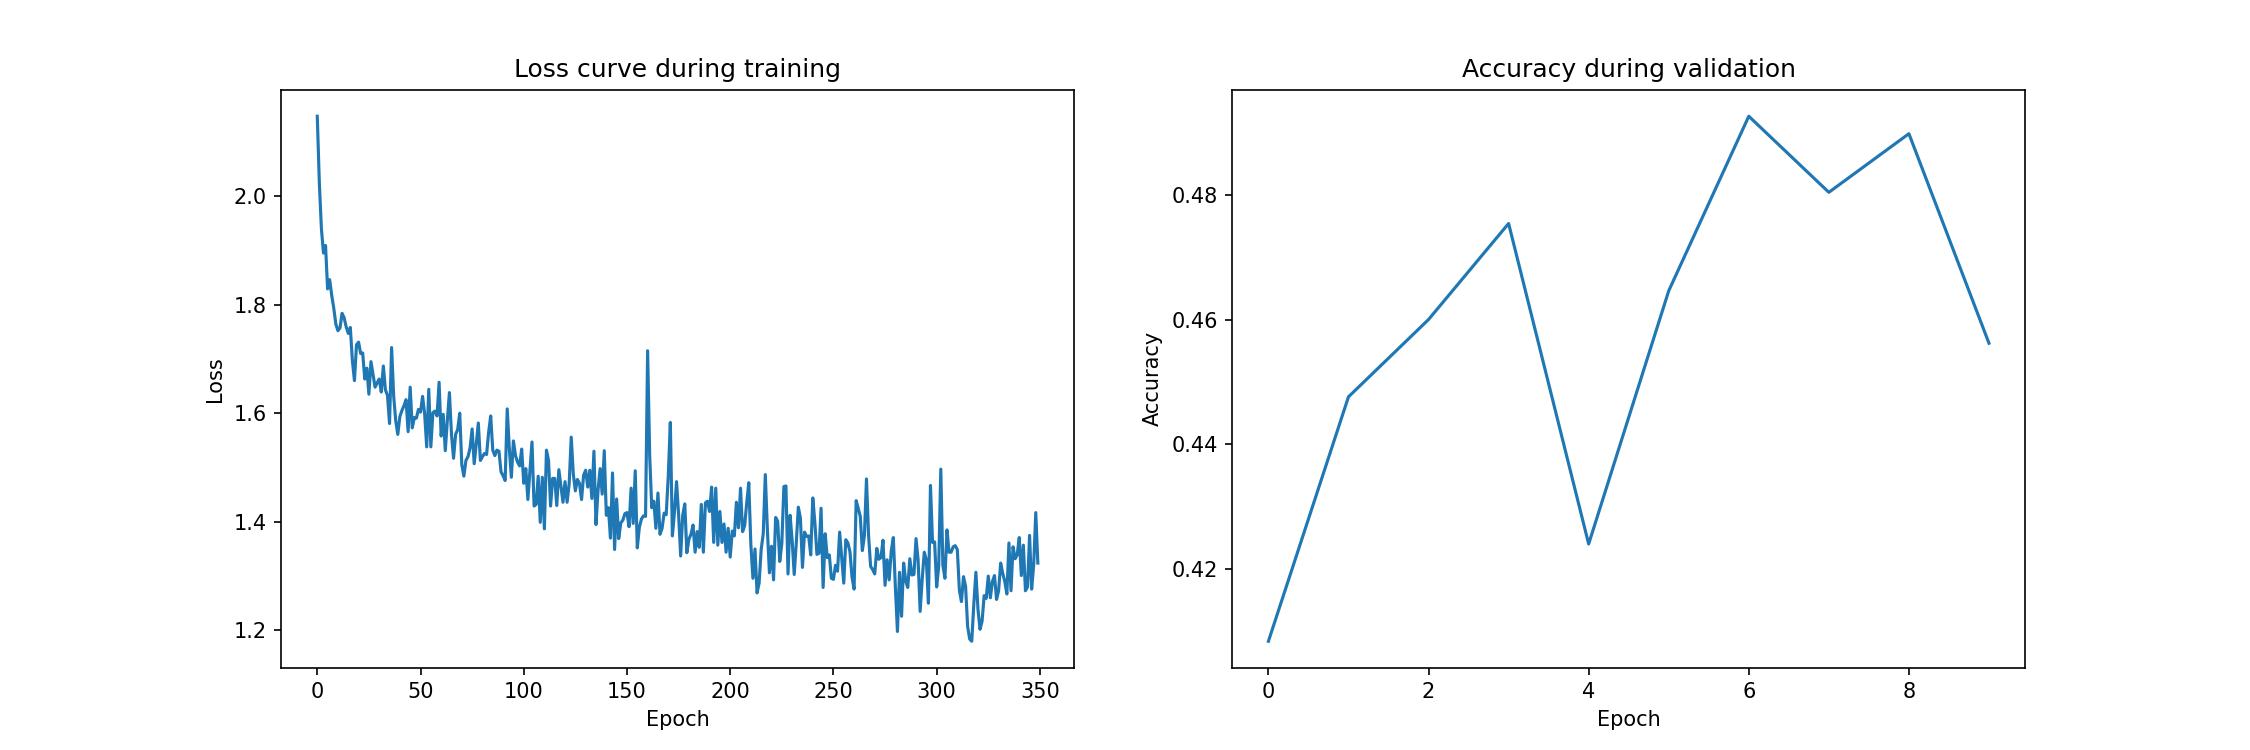 Loss curve during training
2.0
1.8
1.6
1.4
1.2
Loss
0 50 100 150 200 250 300 350
Epoch
Accuracy during validation
0.48
0.46
0.44
0.42
Accuracy
0 2 4 6 8
Epoch